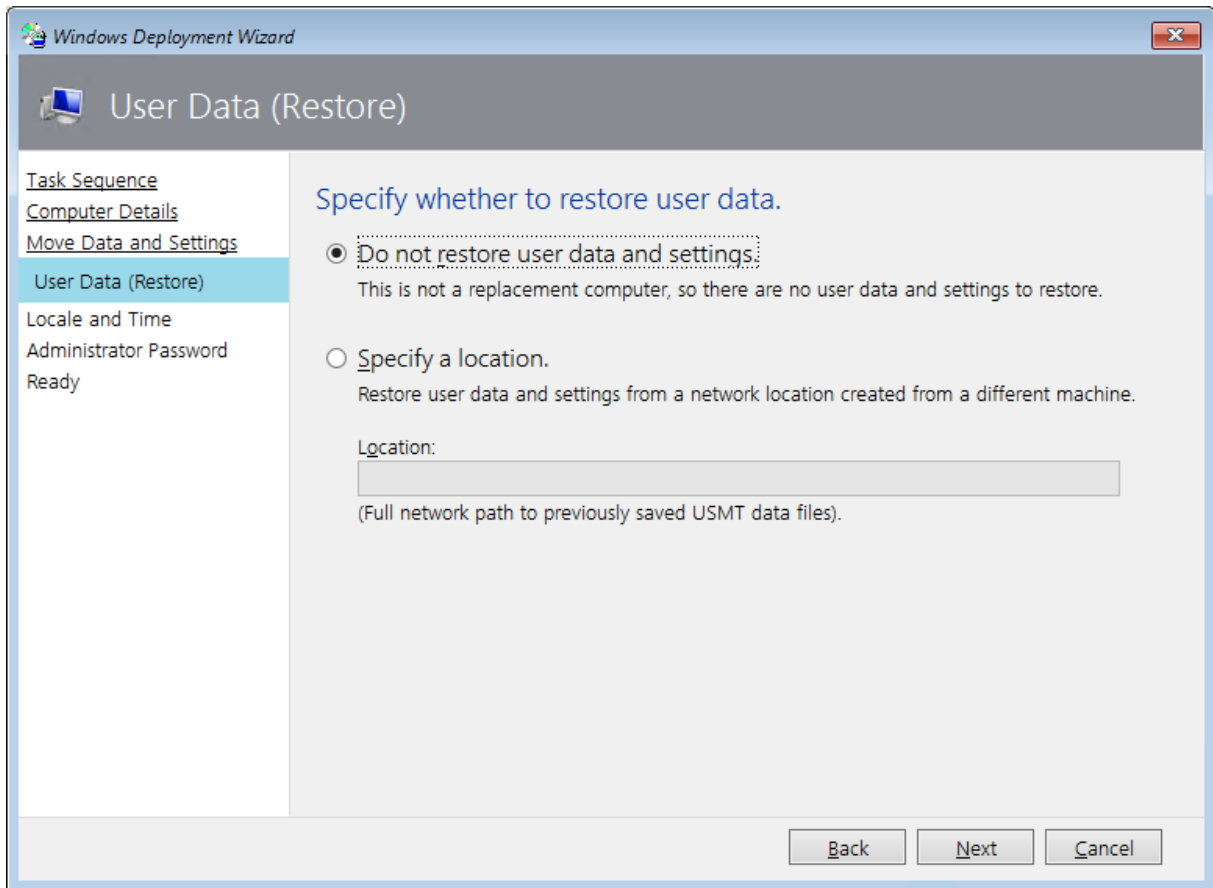 Windows Deployment Wizard
User Data (Restore)
Task Sequence
Computer Details
Move Data and Settings
User Data (Restore)
Locale and Time
Administrator Password
Ready
Specify whether to restore user data.
Do not restore user data and settings.
This is not a replacement computer, so there are no user data and settings to restore.
Specify a location.
Restore user data and settings from a network location created from a different machine.
Location:
(Full network path to previously saved USMT data files).
Back
Next
Cancel